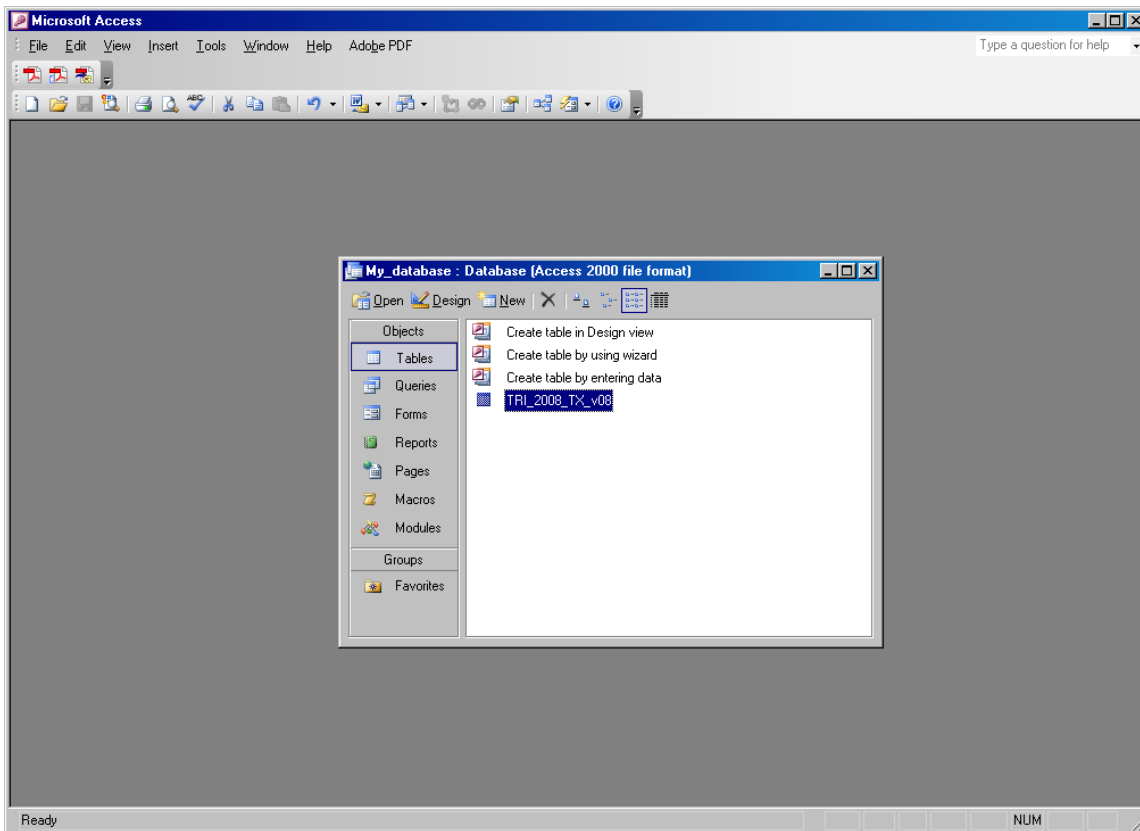 Microsoft Access
File Edit View Insert Tools Window Help Adobe PDF Type a question for help
My_database : Database (Access 2000 file format)
Open Design New
Objects
Tables
Queries
Forms
Reports
Pages
Macros
Modules
Groups
Favorites
Create table in Design view
Create table by using wizard
Create table by entering data
TRI_2008_TX_v08
Ready NUM